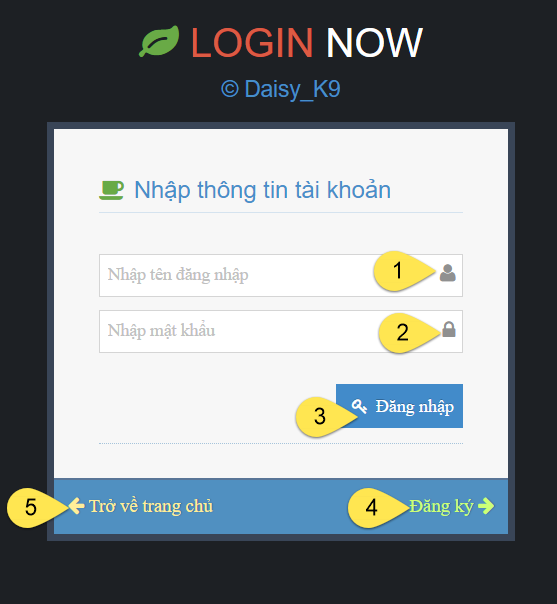 LOGIN NOW
© Daisy_K9
Nhập thông tin tài khoản
Nhập tên đăng nhập 1
Nhập mật khẩu 2
3 Đăng nhập
5 Trở về trang chủ 4 Đăng ký